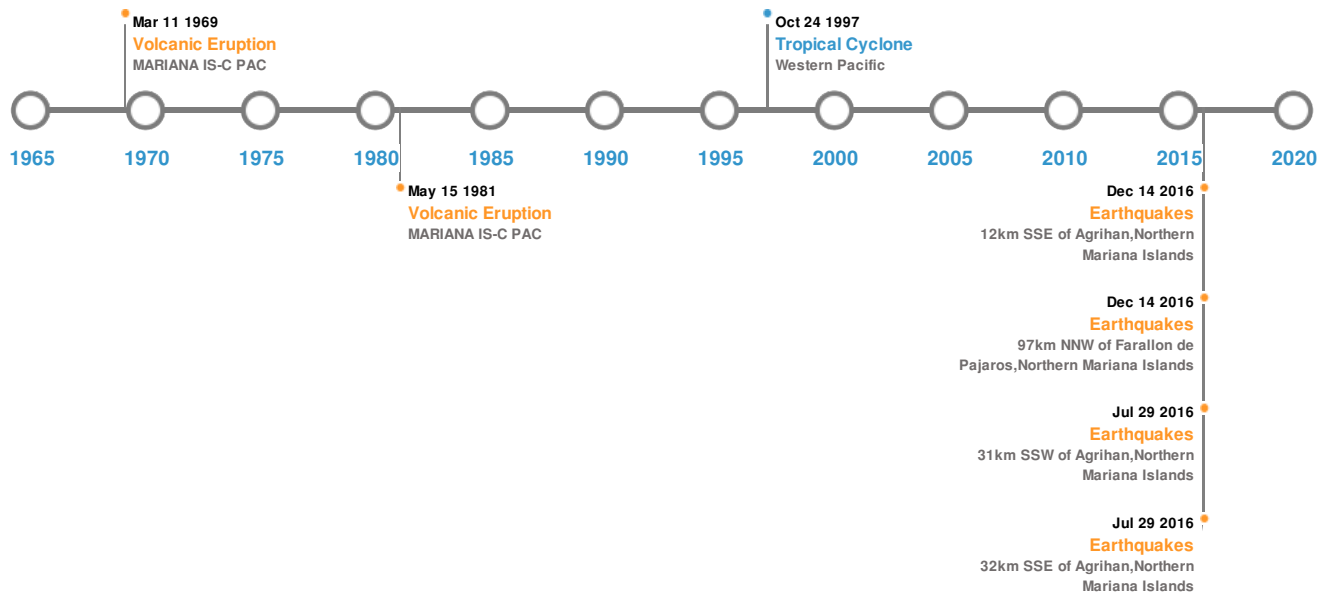 Mar 11 1969
Volcanic Eruption
MARIANA IS-C PAC
Oct 24 1997
Tropical Cyclone
Western Pacific
1965 1970 1975 1980 1985 1990 1995 2000 2005 2010 2015 2020
May 15 1981
Volcanic Eruption
MARIANA IS-C PAC
Dec 14 2016
Earthquakes
12km SSE of Agrihan,Northern
Mariana Islands
Dec 14 2016
Earthquakes
97km NNW of Farallon de
Pajaros,Northern Mariana Islands
Jul 29 2016
Earthquakes
31km SSW of Agrihan,Northern
Mariana Islands
Jul 29 2016
Earthquakes
32km SSE of Agrihan,Northern
Mariana Islands